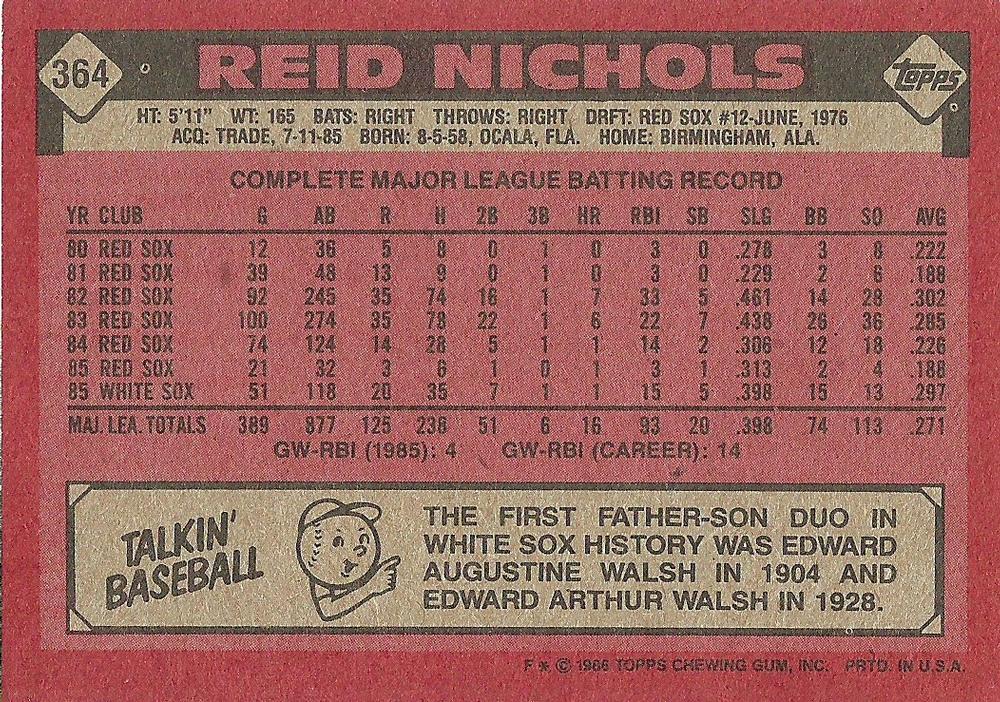 364
REID NICHOLS
Topps
HT: 5'11" WT: 165 BATS: RIGHT THROWS: RIGHT DRFT: RED SOX #12-JUNE, 1976
ACQ: TRADE, 7-11-85 BORN: 8-5-58, OCALA, FLA. HOME: BIRMINGHAM, ALA.
COMPLETE MAJOR LEAGUE BATTING RECORD
YR CLUB G AB R H 2B 3B HR RBI SB SLG BB SO AVG
80 RED SOX 12 36 5 8 0 1 0 3 0 .278 3 8 .222
81 RED SOX 39 48 13 9 0 1 0 3 0 .229 2 6 .188
82 RED SOX 92 245 35 74 16 1 7 33 5 .461 14 28 .302
83 RED SOX 100 274 35 78 22 1 6 22 7 .438 26 36 .285
84 RED SOX 74 124 14 28 5 1 1 14 2 .306 12 18 .226
85 RED SOX 21 32 3 6 1 0 1 3 1 .313 2 4 .188
85 WHITE SOX 51 118 20 35 7 1 1 15 5 .398 15 13 .297
MAJ. LEA. TOTALS 389 877 125 238 51 6 16 93 20 .398 74 113 .271
GW-RBI (1985): 4 GW-RBI (CAREER): 14
TALKIN'
BASEBALL
THE FIRST FATHER-SON DUO IN
WHITE SOX HISTORY WAS EDWARD
AUGUSTINE WALSH IN 1904 AND
EDWARD ARTHUR WALSH IN 1928.
F * © 1986 TOPPS CHEWING GUM, INC. PRTD. IN U.S.A.